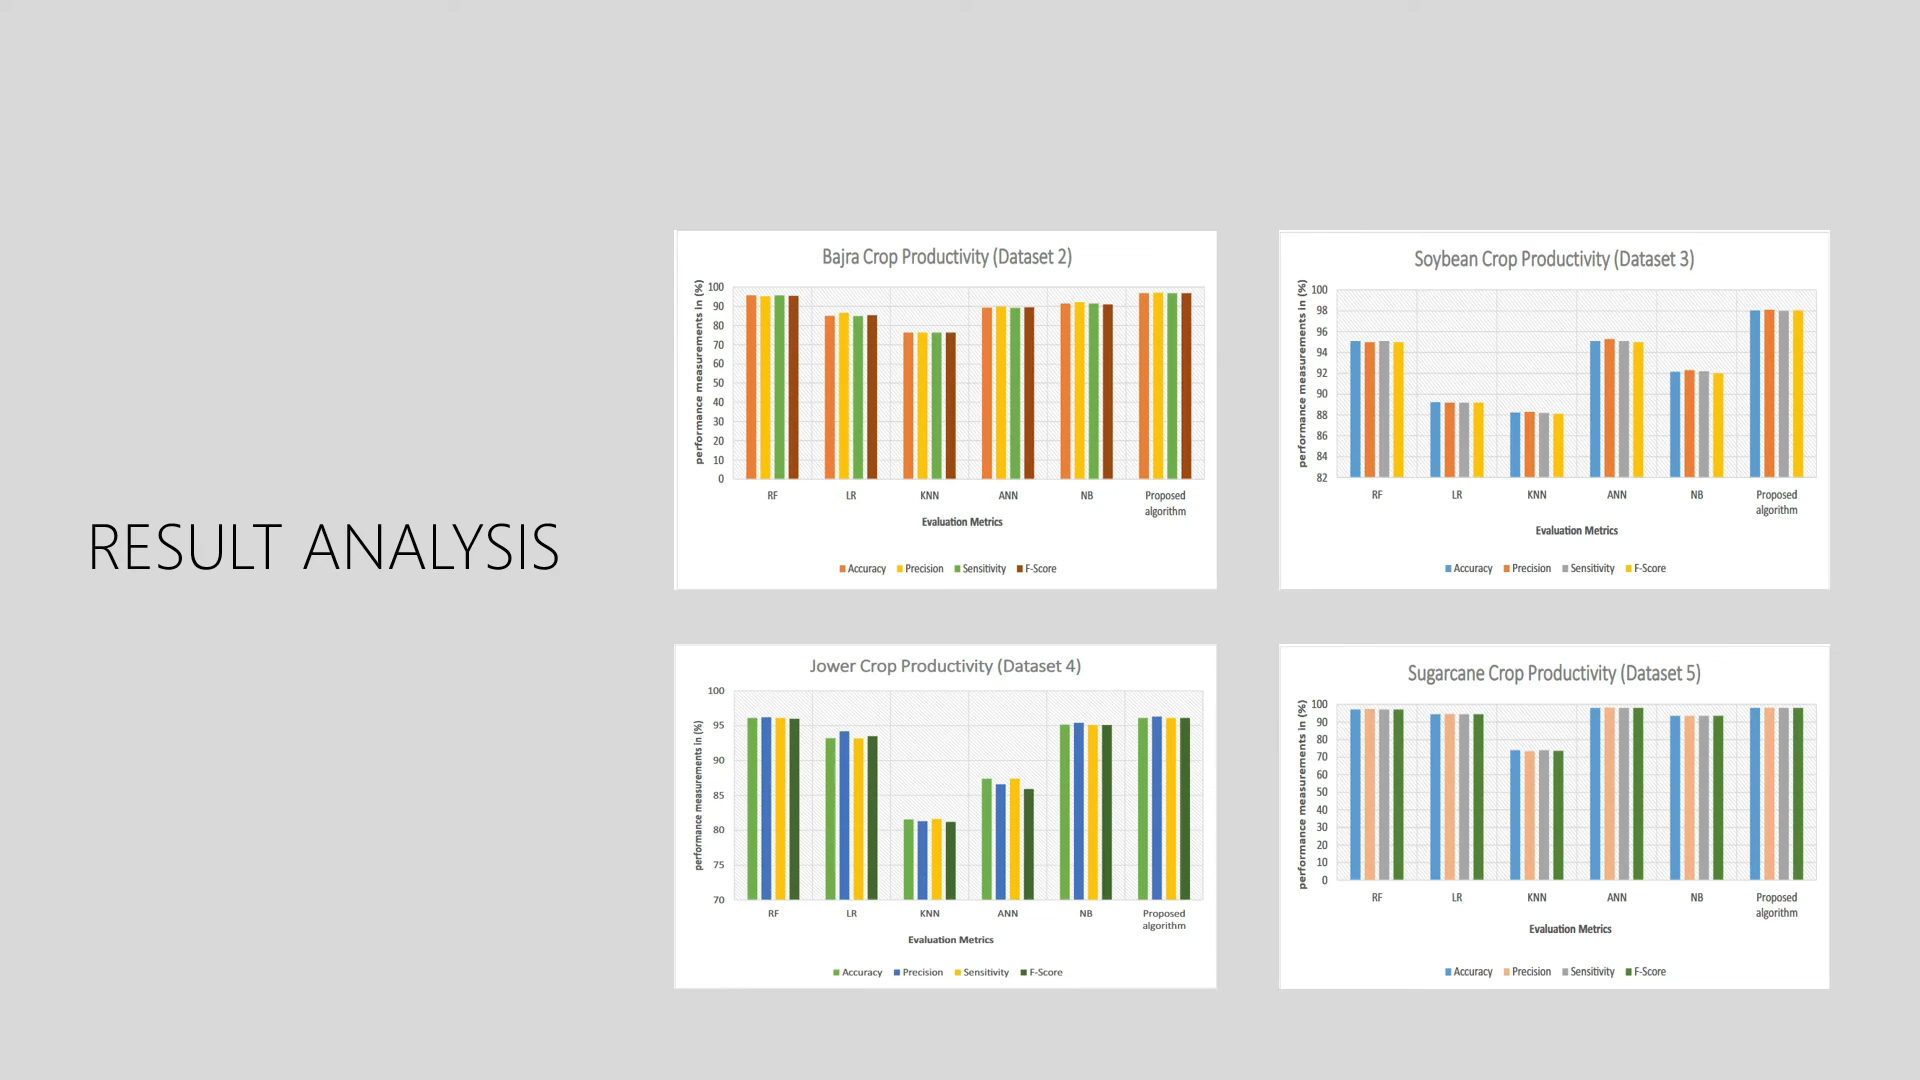 RESULT ANALYSIS
Bajra Crop Productivity (Dataset 2)
performance measurements in (%)
100
90
80
70
60
50
40
30
20
10
0
RF LR KNN ANN NB Proposed algorithm
Evaluation Metrics
Accuracy Precision Sensitivity F-Score
Soybean Crop Productivity (Dataset 3)
performance measurements in (%)
100
98
96
94
92
90
88
86
84
82
RF LR KNN ANN NB Proposed algorithm
Evaluation Metrics
Accuracy Precision Sensitivity F-Score
Jower Crop Productivity (Dataset 4)
performance measurements in (%)
100
95
90
85
80
75
70
RF LR KNN ANN NB Proposed algorithm
Evaluation Metrics
Accuracy Precision Sensitivity F-Score
Sugarcane Crop Productivity (Dataset 5)
performance measurements in (%)
100
90
80
70
60
50
40
30
20
10
0
RF LR KNN ANN NB Proposed algorithm
Evaluation Metrics
Accuracy Precision Sensitivity F-Score